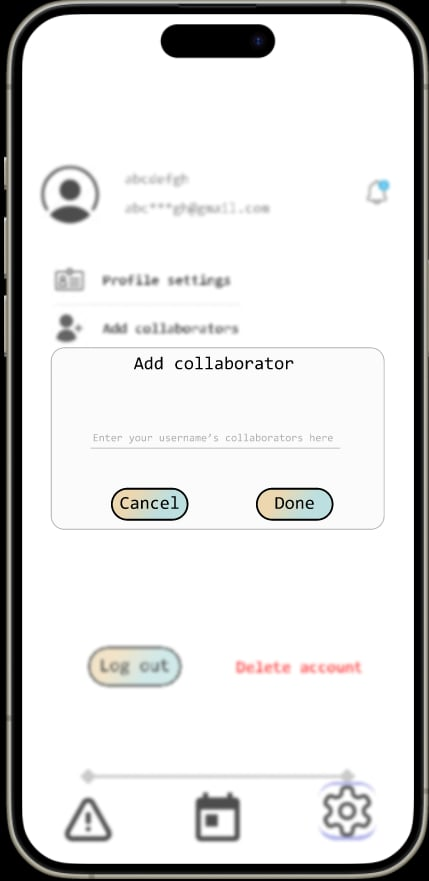 abcdefgh
abc***gh@gmail.com
Profile settings
Add collaborators
Add collaborator
Enter your username's collaborators here
Cancel Done
Log out Delete account